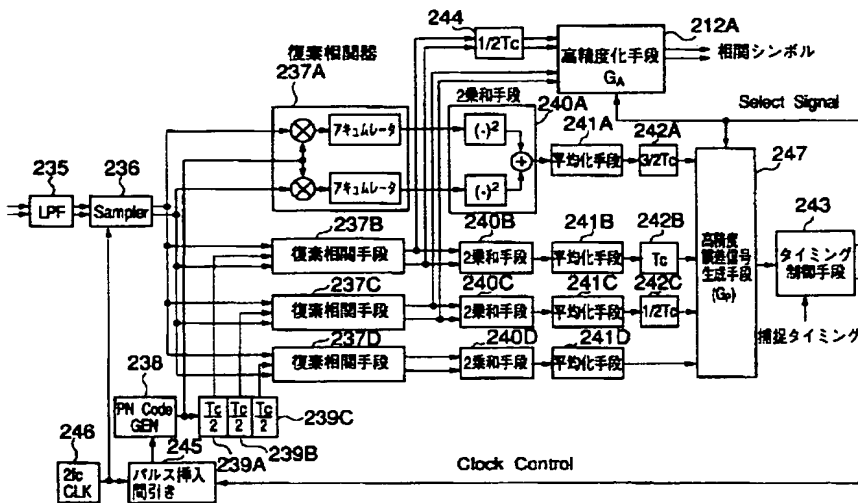 244
212A
1/2Tc
高精度化手段
GA
相関シンボル
復素相関器
237A
2乗和手段
240A
Select Signal
アキュムレータ
(·)²
241A
242A
247
235
236
平均化手段
3/2Tc
LPF
Sampler
アキュムレータ
(·)²
243
237B
240B
241B
242B
復素相関手段
2乗和手段
平均化手段
Tc
高精度
誤差信号
生成手段
(GP)
タイミング
制御手段
237C
240C
241C
242C
復素相関手段
2乗和手段
平均化手段
1/2Tc
237D
240D
241D
捕捉タイミング
238
復素相関手段
2乗和手段
平均化手段
PN Code
GEN
Tc/2
Tc/2
Tc/2
239C
246
245
239B
239A
Clock Control
2fc
CLK
パルス挿入
間引き